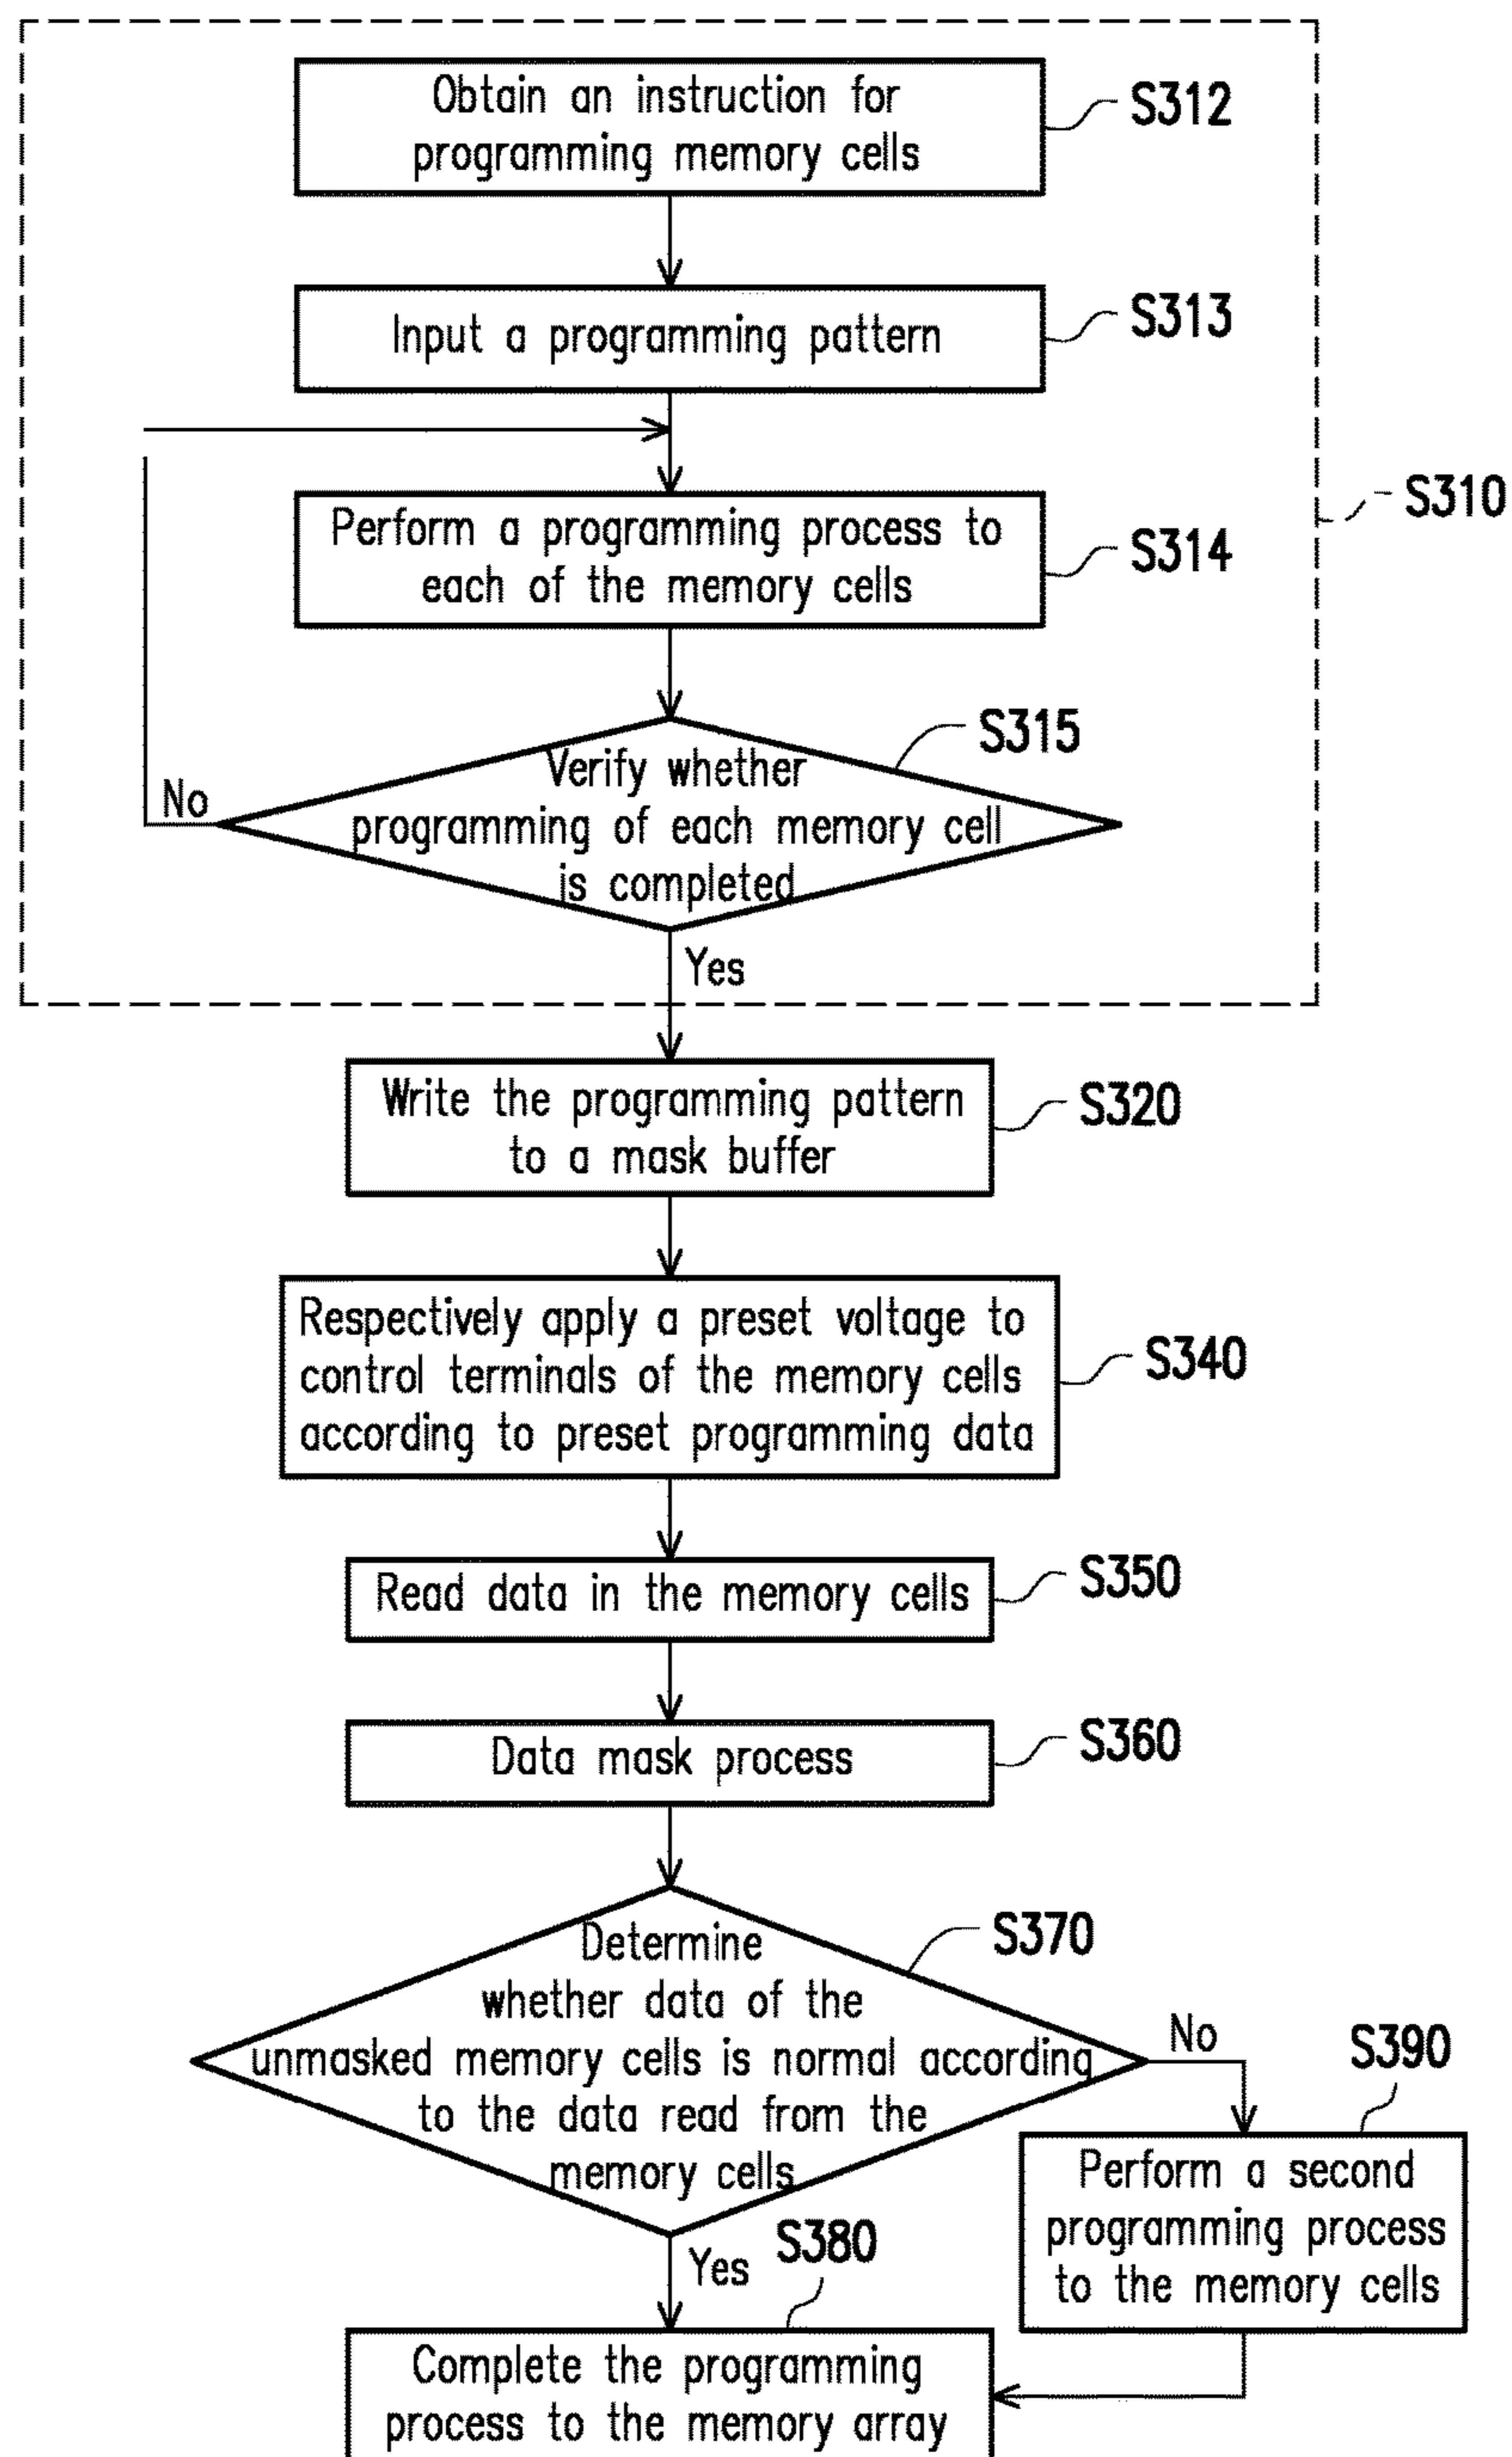 Obtain an instruction for
programming memory cells
S312
Input a programming pattern
S313
Perform a programming process to
each of the memory cells
S314
S310
Verify whether
programming of each memory cell
is completed
S315
No
Yes
Write the programming pattern
to a mask buffer
S320
Respectively apply a preset voltage to
control terminals of the memory cells
according to preset programming data
S340
Read data in the memory cells
S350
Data mask process
S360
Determine
whether data of the
unmasked memory cells is normal according
to the data read from the
memory cells
S370
No
S390
Perform a second
programming process
to the memory cells
Yes
S380
Complete the programming
process to the memory array